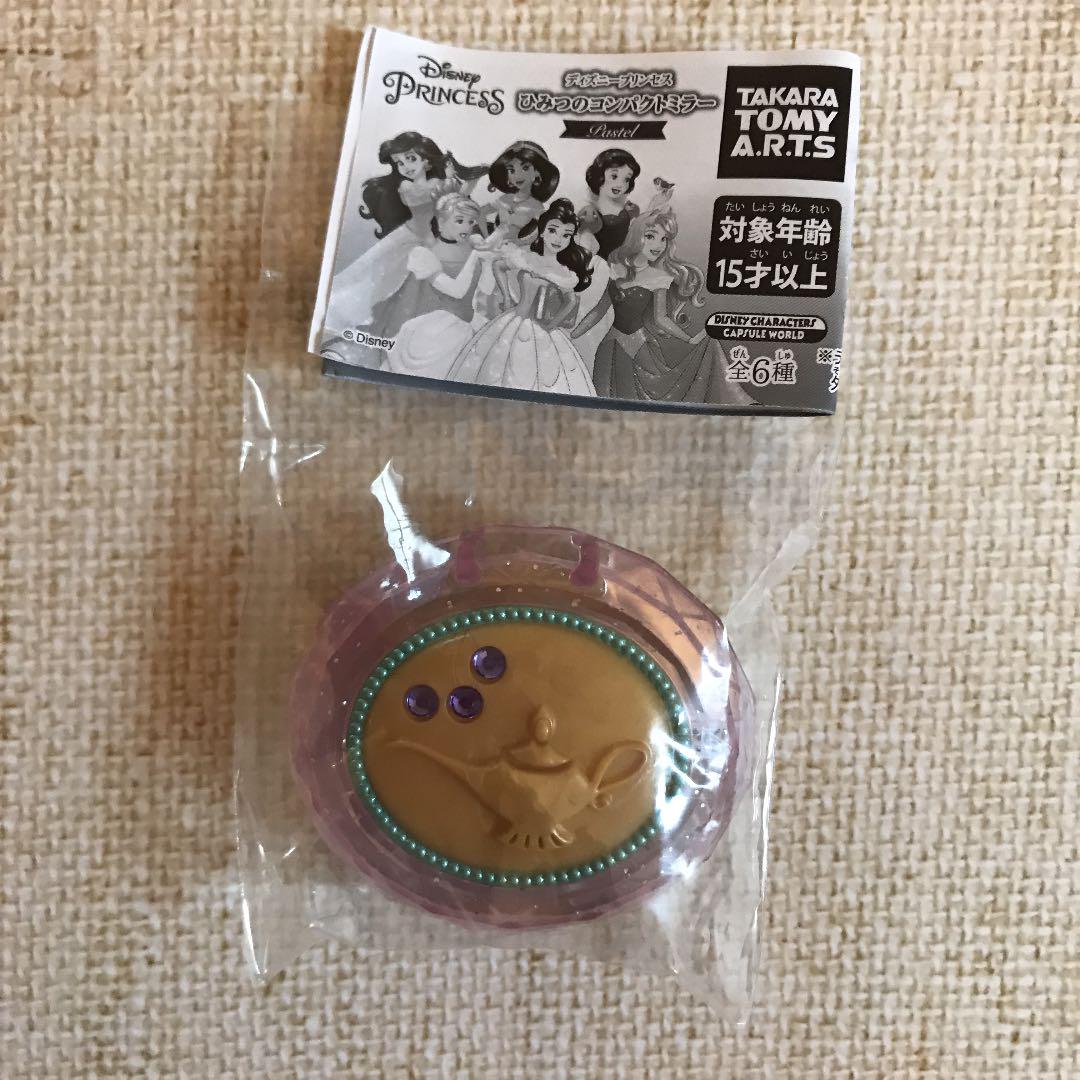 Disney
PRINCESS
ディズニープリンセス
ひみつのコンパクトミラー
Pastel
TAKARA
TOMY
A.R.T.S
たいしょうねんれい
対象年齢
さいいじょう
15才以上
DISNEY CHARACTERS
CAPSULE WORLD
© Disney
ぜん しゅ
全6種
※